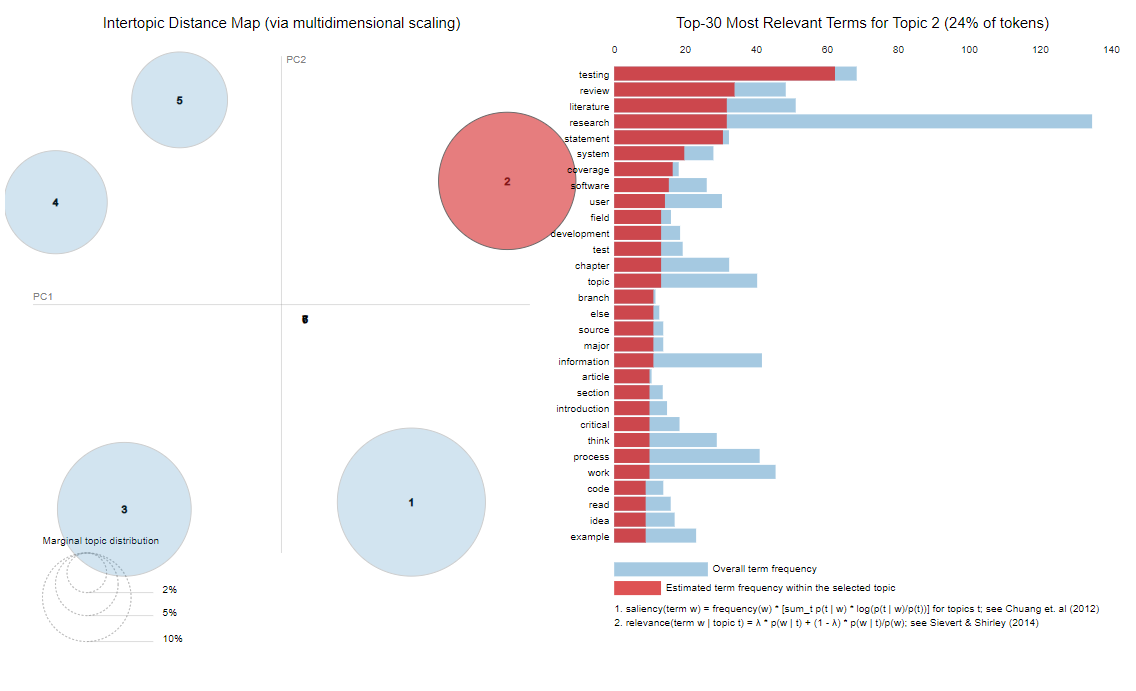 Intertopic Distance Map (via multidimensional scaling)
PC2
5
4
2
PC1
3
1
Marginal topic distribution
2%
5%
10%
Top-30 Most Relevant Terms for Topic 2 (24% of tokens)
0 20 40 60 80 100 120 140
testing
review
literature
research
statement
system
coverage
software
user
field
development
test
chapter
topic
branch
else
source
major
information
article
section
introduction
critical
think
process
work
code
read
idea
example
Overall term frequency
Estimated term frequency within the selected topic
1. saliency(term w) = frequency(w) * [sum_t p(t | w) * log(p(t | w)/p(t))] for topics t; see Chuang et. al (2012)
2. relevance(term w | topic t) = λ * p(w | t) + (1 - λ) * p(w | t)/p(w); see Sievert & Shirley (2014)